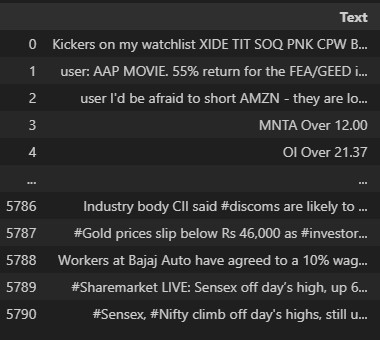 Text
0 Kickers on my watchlist XIDE TIT SOQ PNK CPW B...
1 user: AAP MOVIE. 55% return for the FEA/GEED i...
2 user I'd be afraid to short AMZN - they are lo...
3 MNTA Over 12.00
4 OI Over 21.37
... ...
5786 Industry body CII said #discoms are likely to ...
5787 #Gold prices slip below Rs 46,000 as #investor...
5788 Workers at Bajaj Auto have agreed to a 10% wag...
5789 #Sharemarket LIVE: Sensex off day's high, up 6...
5790 #Sensex, #Nifty climb off day's highs, still u...